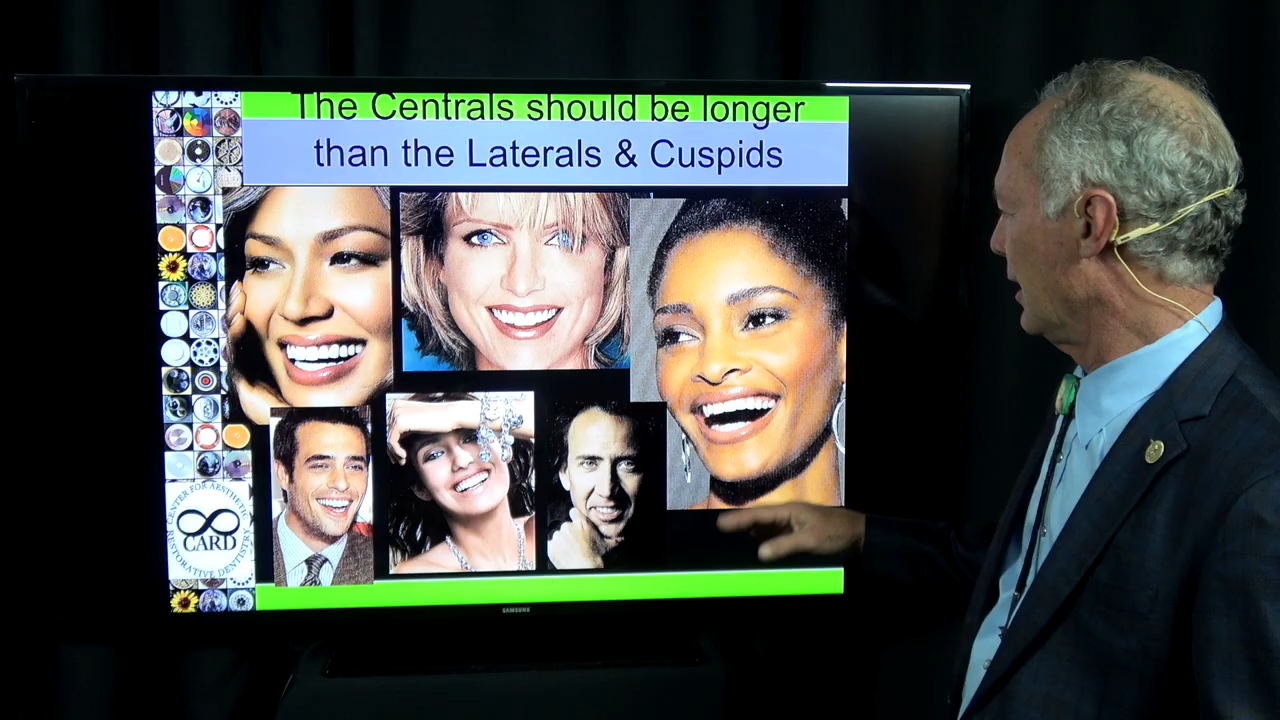 The Centrals should be longer
than the Laterals & Cuspids
CENTER FOR AESTHETIC
CARD
RESTORATIVE DENTISTRY
SAMSUNG